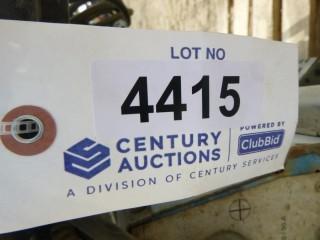 LOT NO
4415
CENTURY AUCTIONS
POWERED BY
ClubBid
A DIVISION OF CENTURY SERVICES